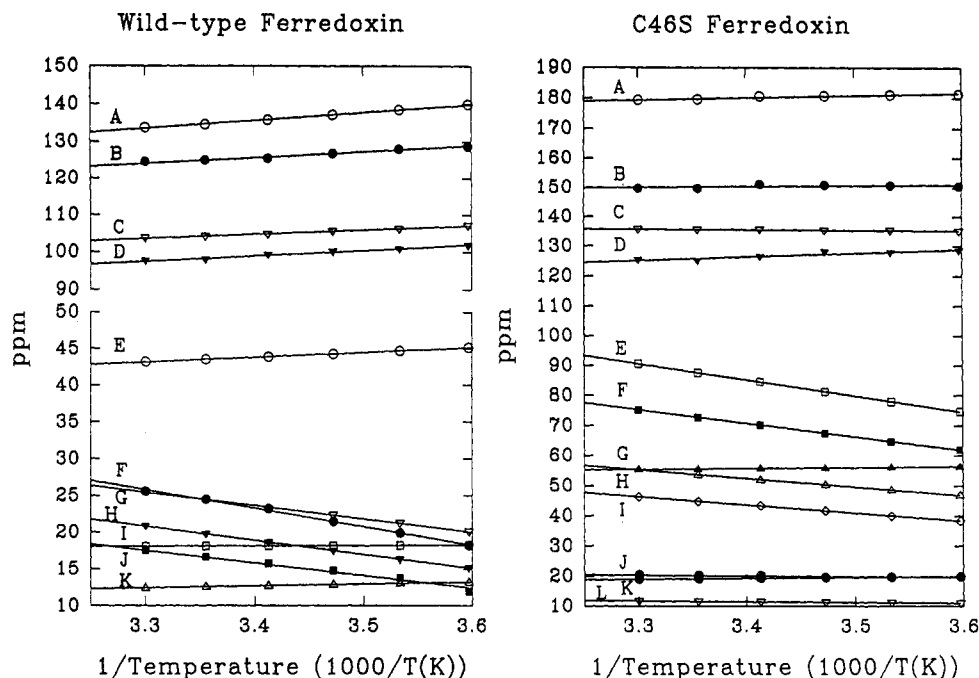 Wild-type Ferredoxin
C46S Ferredoxin
150
140
130
120
110
100
90
50
45
40
35
30
25
20
15
10
ppm
A
B
C
D
E
F
G
H
I
J
K
3.3
3.4
3.5
3.6
1/Temperature (1000/T(K))
190
180
170
160
150
140
130
120
110
100
90
80
70
60
50
40
30
20
10
ppm
A
B
C
D
E
F
G
H
I
J
L K
3.3
3.4
3.5
3.6
1/Temperature (1000/T(K))